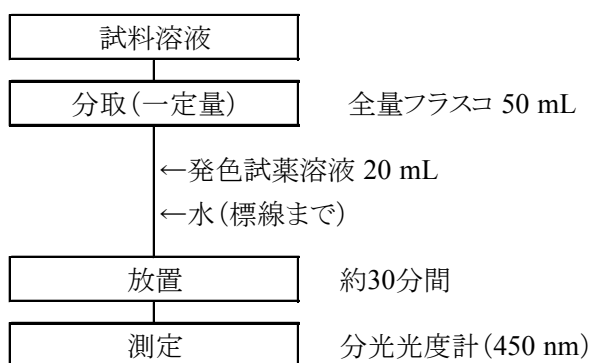 試料溶液
分取(一定量) 全量フラスコ 50 mL
←発色試薬溶液 20 mL
←水(標線まで)
放置 約30分間
測定 分光光度計(450 nm)